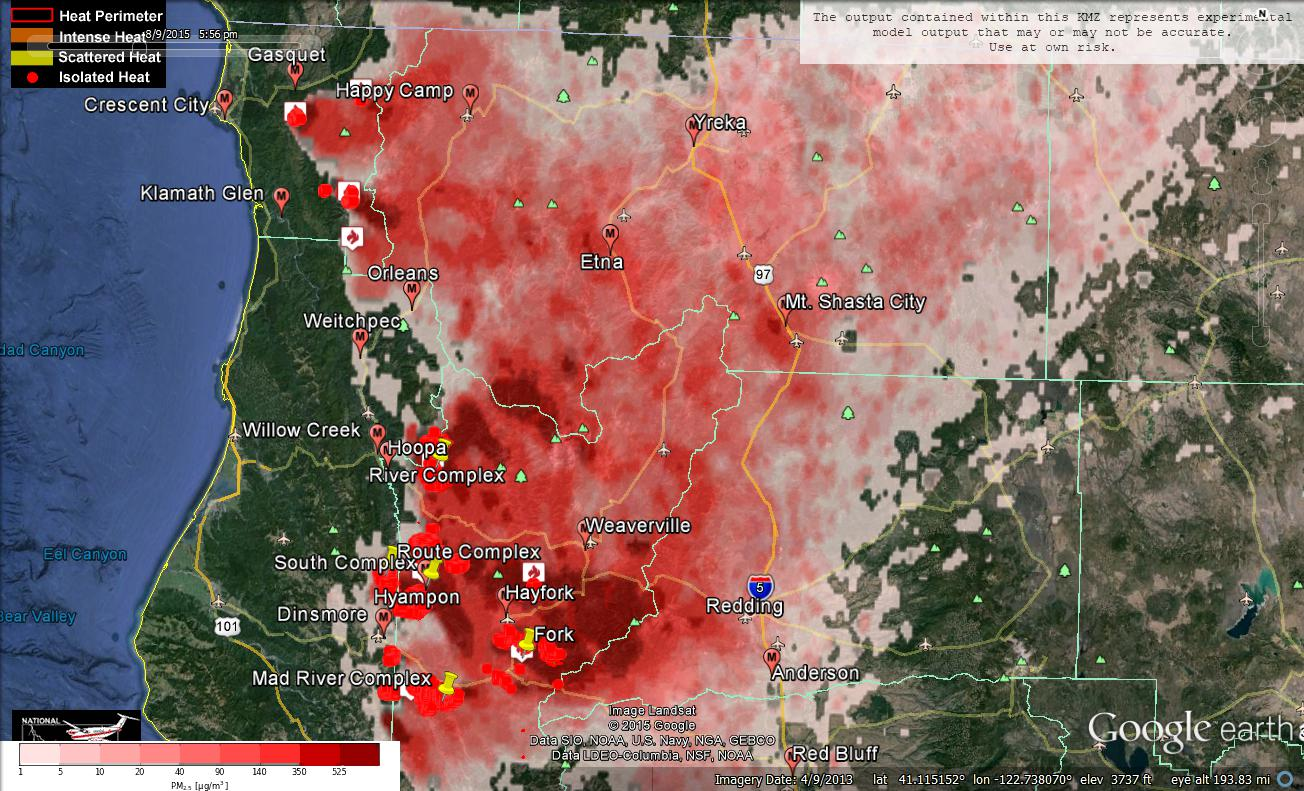 Heat Perimeter
Intense Heat
8/9/2015 5:56 pm
Scattered Heat
Isolated Heat
The output contained within this KMZ represents experimental
model output that may or may not be accurate.
Use at own risk.
N
Gasquet
Happy Camp
Crescent City
Yreka
Klamath Glen
Etna
Orleans
97
Mt. Shasta City
Weitchpec
dad Canyon
Willow Creek
Hoopa
River Complex
Weaverville
Eel Canyon
Route Complex
South Complex
Hayfork
Hyampon
5
Redding
Dinsmore
Bear Valley
101
Fork
Anderson
Mad River Complex
Image Landsat
© 2015 Google
Data SIO, NOAA, U.S. Navy, NGA, GEBCO
Data LDEO-Columbia, NSF, NOAA
NATIONAL
Google earth
Red Bluff
1 5 10 20 40 90 140 350 525
PM2.5 [µg/m³]
Imagery Date: 4/9/2013 lat 41.115152° lon -122.738070° elev 3737 ft eye alt 193.83 mi